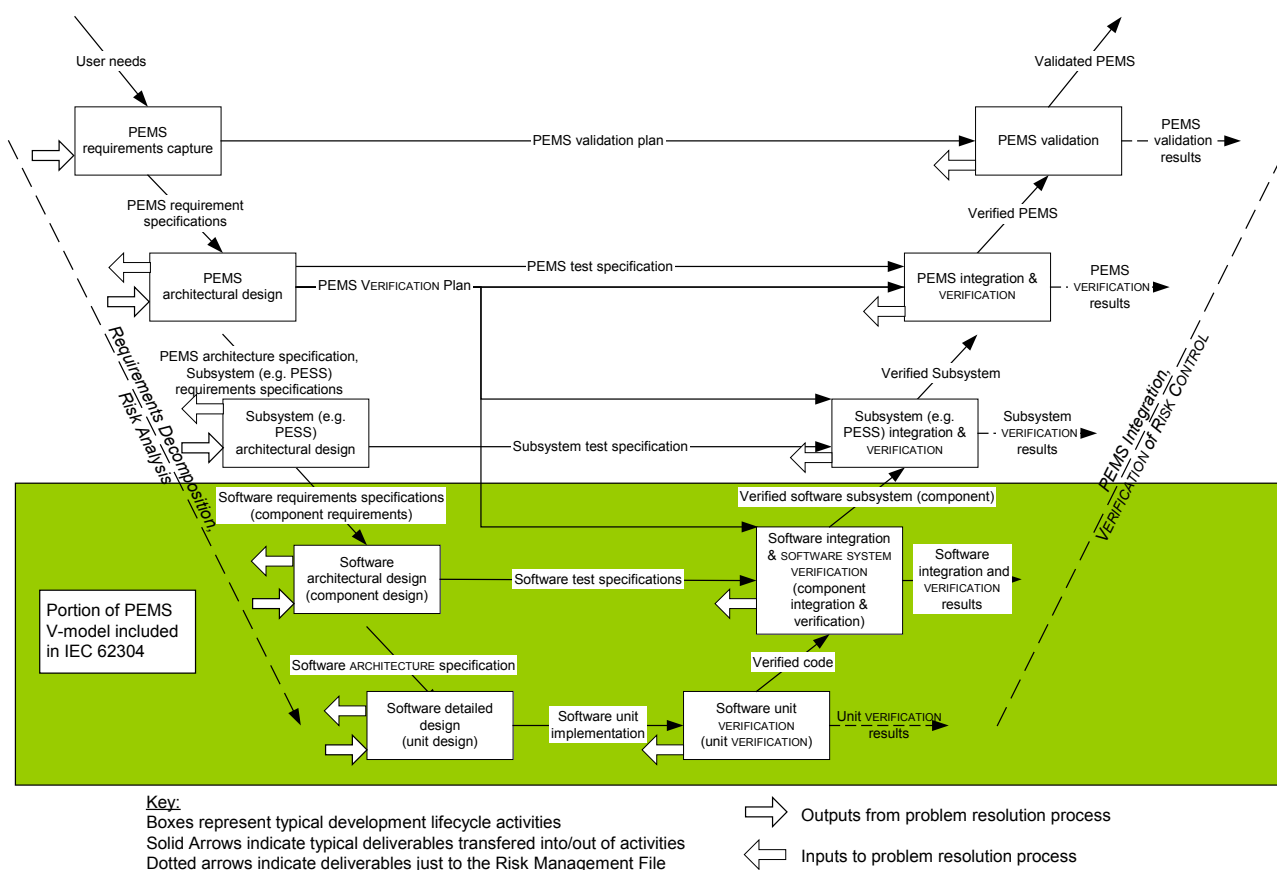 User needs
Validated PEMS
PEMS
requirements capture
PEMS validation plan
PEMS validation
PEMS
validation
results
PEMS requirement
specifications
Verified PEMS
PEMS
architectural design
PEMS test specification
PEMS VERIFICATION Plan
PEMS integration &
VERIFICATION
PEMS
VERIFICATION
results
PEMS architecture specification,
Subsystem (e.g. PESS)
requirements specifications
Verified Subsystem
Requirements Decomposition,
Risk Analysis
PEMS Integration,
VERIFICATION of RISK CONTROL
Subsystem (e.g.
PESS)
architectural design
Subsystem test specification
Subsystem (e.g.
PESS) integration &
VERIFICATION
Subsystem
VERIFICATION
results
Software requirements specifications
(component requirements)
Verified software subsystem (component)
Software
architectural design
(component design)
Software test specifications
Software integration
& SOFTWARE SYSTEM
VERIFICATION
(component
integration &
verification)
Software
integration and
VERIFICATION
results
Portion of PEMS
V-model included
in IEC 62304
Software ARCHITECTURE specification
Verified code
Software detailed
design
(unit design)
Software unit
implementation
Software unit
VERIFICATION
(unit VERIFICATION)
Unit VERIFICATION
results
Key:
Boxes represent typical development lifecycle activities
Solid Arrows indicate typical deliverables transfered into/out of activities
Dotted arrows indicate deliverables just to the Risk Management File
Outputs from problem resolution process
Inputs to problem resolution process